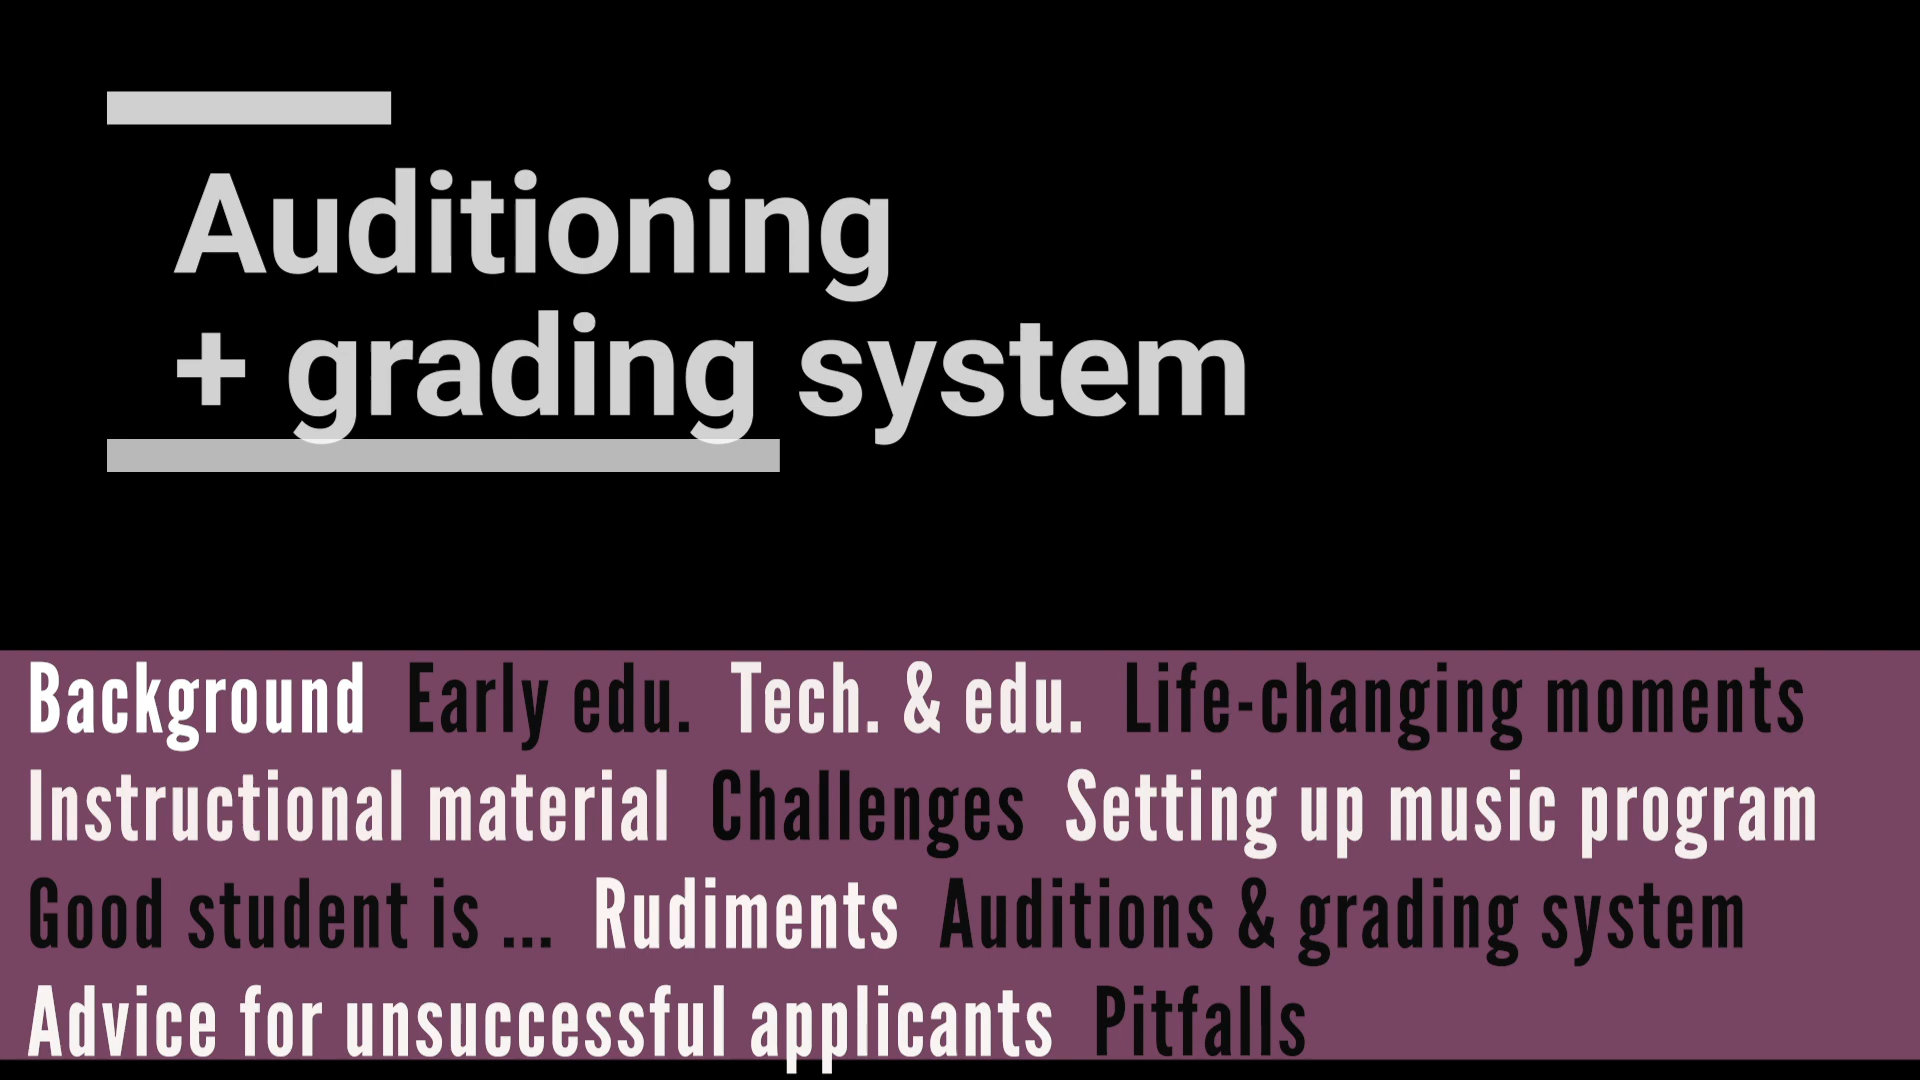 Auditioning
+ grading system
Background Early edu. Tech. & edu. Life-changing moments
Instructional material Challenges Setting up music program
Good student is ... Rudiments Auditions & grading system
Advice for unsuccessful applicants Pitfalls